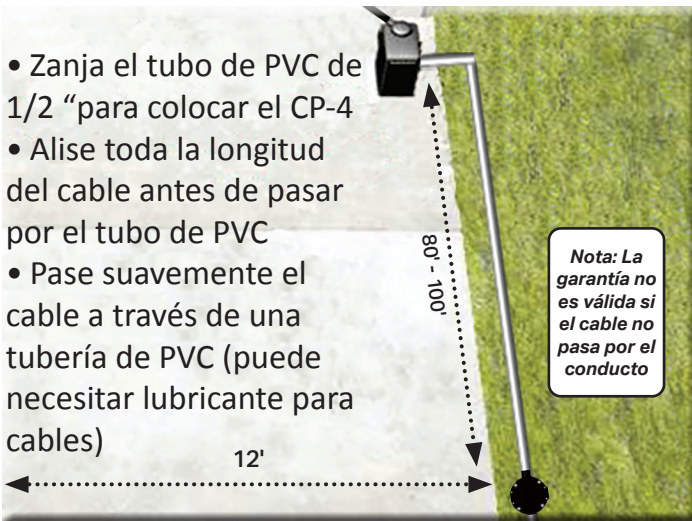 • Zanja el tubo de PVC de
1/2 “para colocar el CP-4
• Alise toda la longitud
del cable antes de pasar
por el tubo de PVC
• Pase suavemente el
cable a través de una
tubería de PVC (puede
necesitar lubricante para
cables)
80' - 100'
Nota: La
garantía no
es válida si
el cable no
pasa por el
conducto
12'